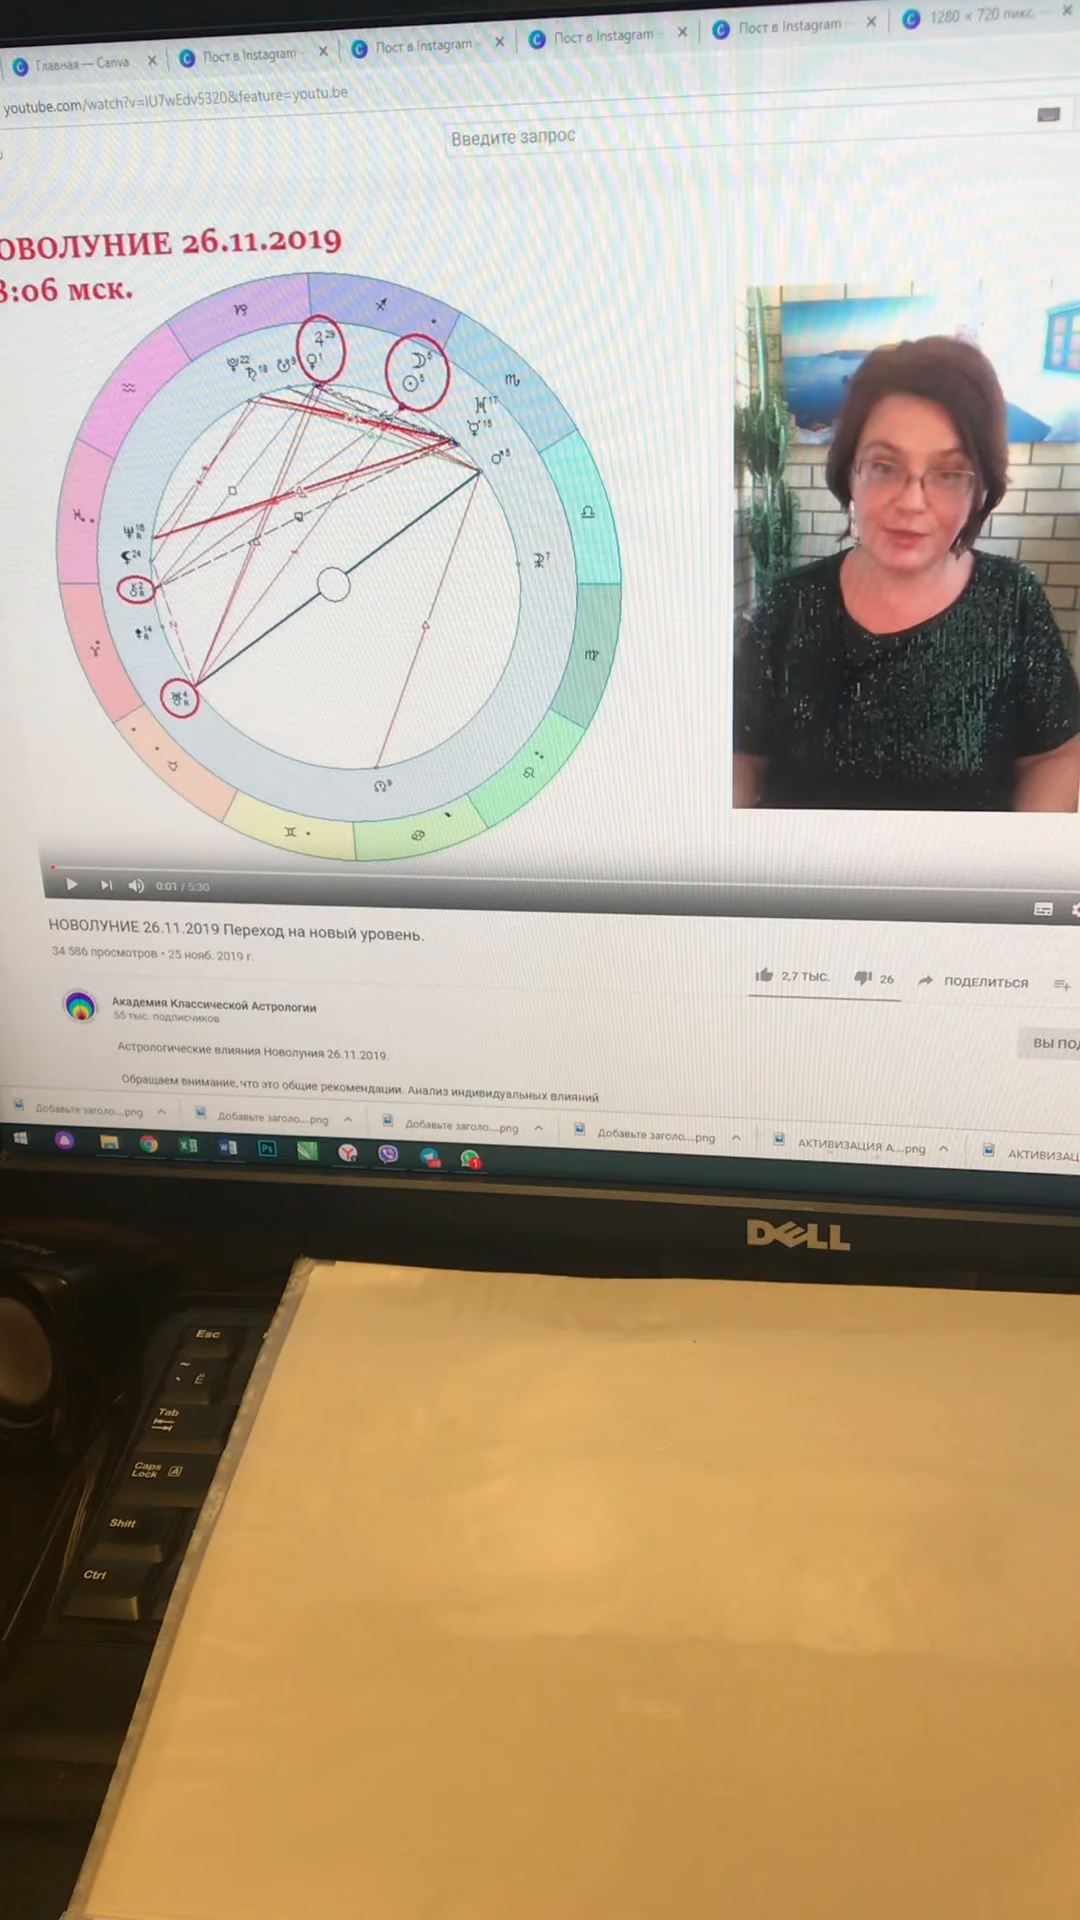 Главная — Canva
Пост в Instagram
Пост в Instagram
Пост в Instagram
Пост в Instagram
1280 × 720 пикс.
youtube.com/watch?v=IU7wEdv5320&feature=youtu.be
Введите запрос
ОВОЛУНИЕ 26.11.2019
3:06 мск.
0:01 / 5:30
НОВОЛУНИЕ 26.11.2019 Переход на новый уровень.
34 586 просмотров • 25 нояб. 2019 г.
2,7 ТЫС.
26
ПОДЕЛИТЬСЯ
Академия Классической Астрологии
55 тыс. подписчиков
ВЫ ПО
Астрологические влияния Новолуния 26.11.2019.
Обращаем внимание, что это общие рекомендации. Анализ индивидуальных влияний
Добавьте заголо....png
Добавьте заголо....png
Добавьте заголо....png
Добавьте заголо....png
АКТИВИЗАЦИЯ А....png
АКТИВИЗАЦ
Ps
DELL
Esc
~ Ё
Tab
Caps
Lock A
Shift
Ctrl